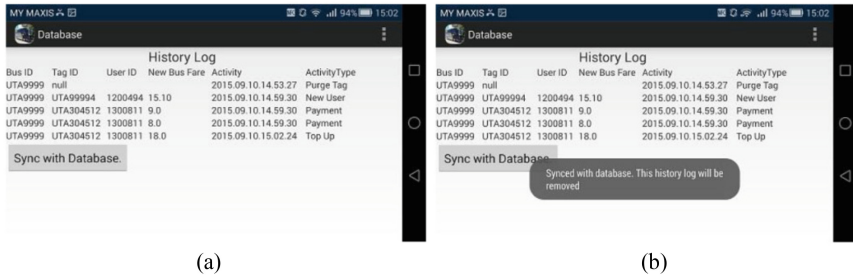 MY MAXIS 94% 15:02
Database
History Log
Bus ID Tag ID User ID New Bus Fare Activity ActivityType
UTA9999 null 2015.09.10.14.53.27 Purge Tag
UTA9999 UTA99994 1200494 15.10 2015.09.10.14.59.30 New User
UTA9999 UTA304512 1300811 9.0 2015.09.10.14.59.30 Payment
UTA9999 UTA304512 1300811 8.0 2015.09.10.14.59.30 Payment
UTA9999 UTA304512 1300811 18.0 2015.09.10.15.02.24 Top Up
Sync with Database.
(a)
MY MAXIS 94% 15:02
Database
History Log
Bus ID Tag ID User ID New Bus Fare Activity ActivityType
UTA9999 null 2015.09.10.14.53.27 Purge Tag
UTA9999 UTA99994 1200494 15.10 2015.09.10.14.59.30 New User
UTA9999 UTA304512 1300811 9.0 2015.09.10.14.59.30 Payment
UTA9999 UTA304512 1300811 8.0 2015.09.10.14.59.30 Payment
UTA9999 UTA304512 1300811 18.0 2015.09.10.15.02.24 Top Up
Sync with Database.
Synced with database. This history log will be
removed
(b)